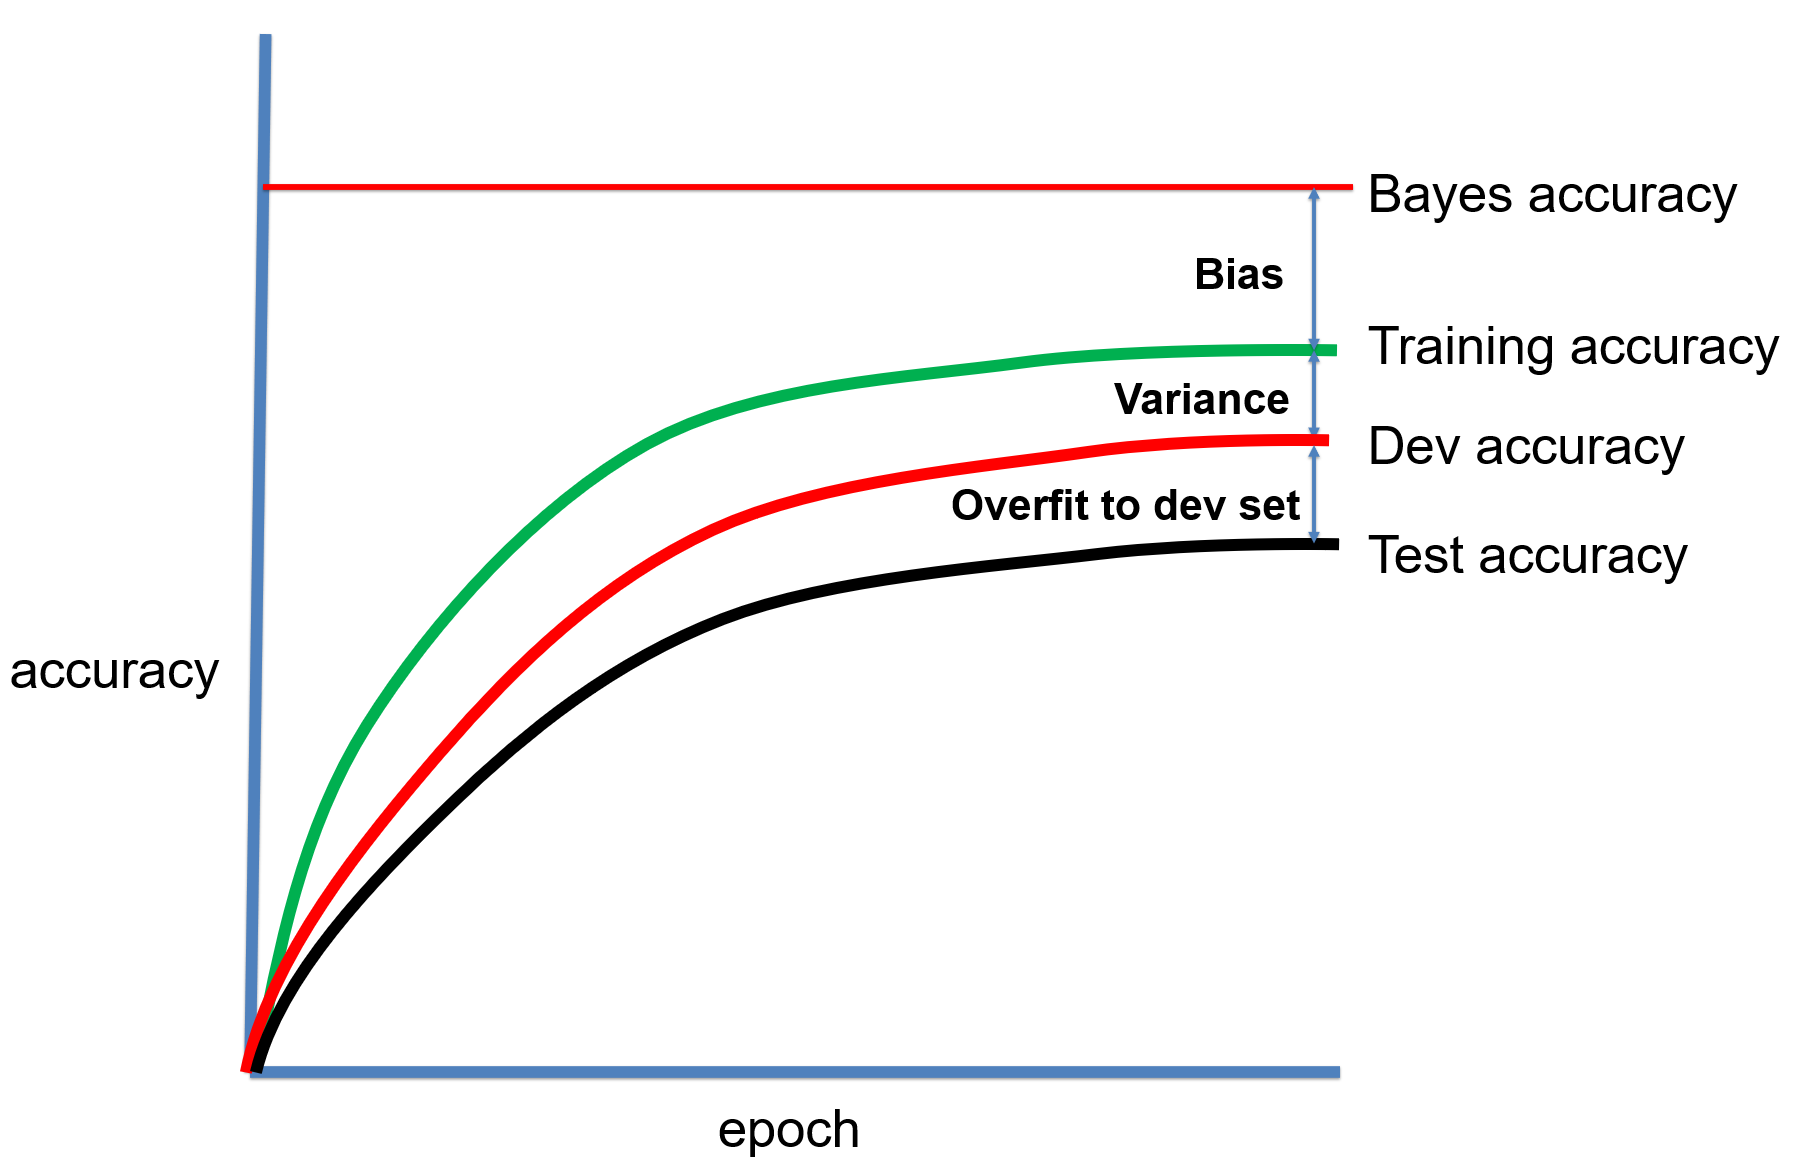 Bayes accuracy
Bias
Training accuracy
Variance
Dev accuracy
Overfit to dev set
Test accuracy
accuracy
epoch